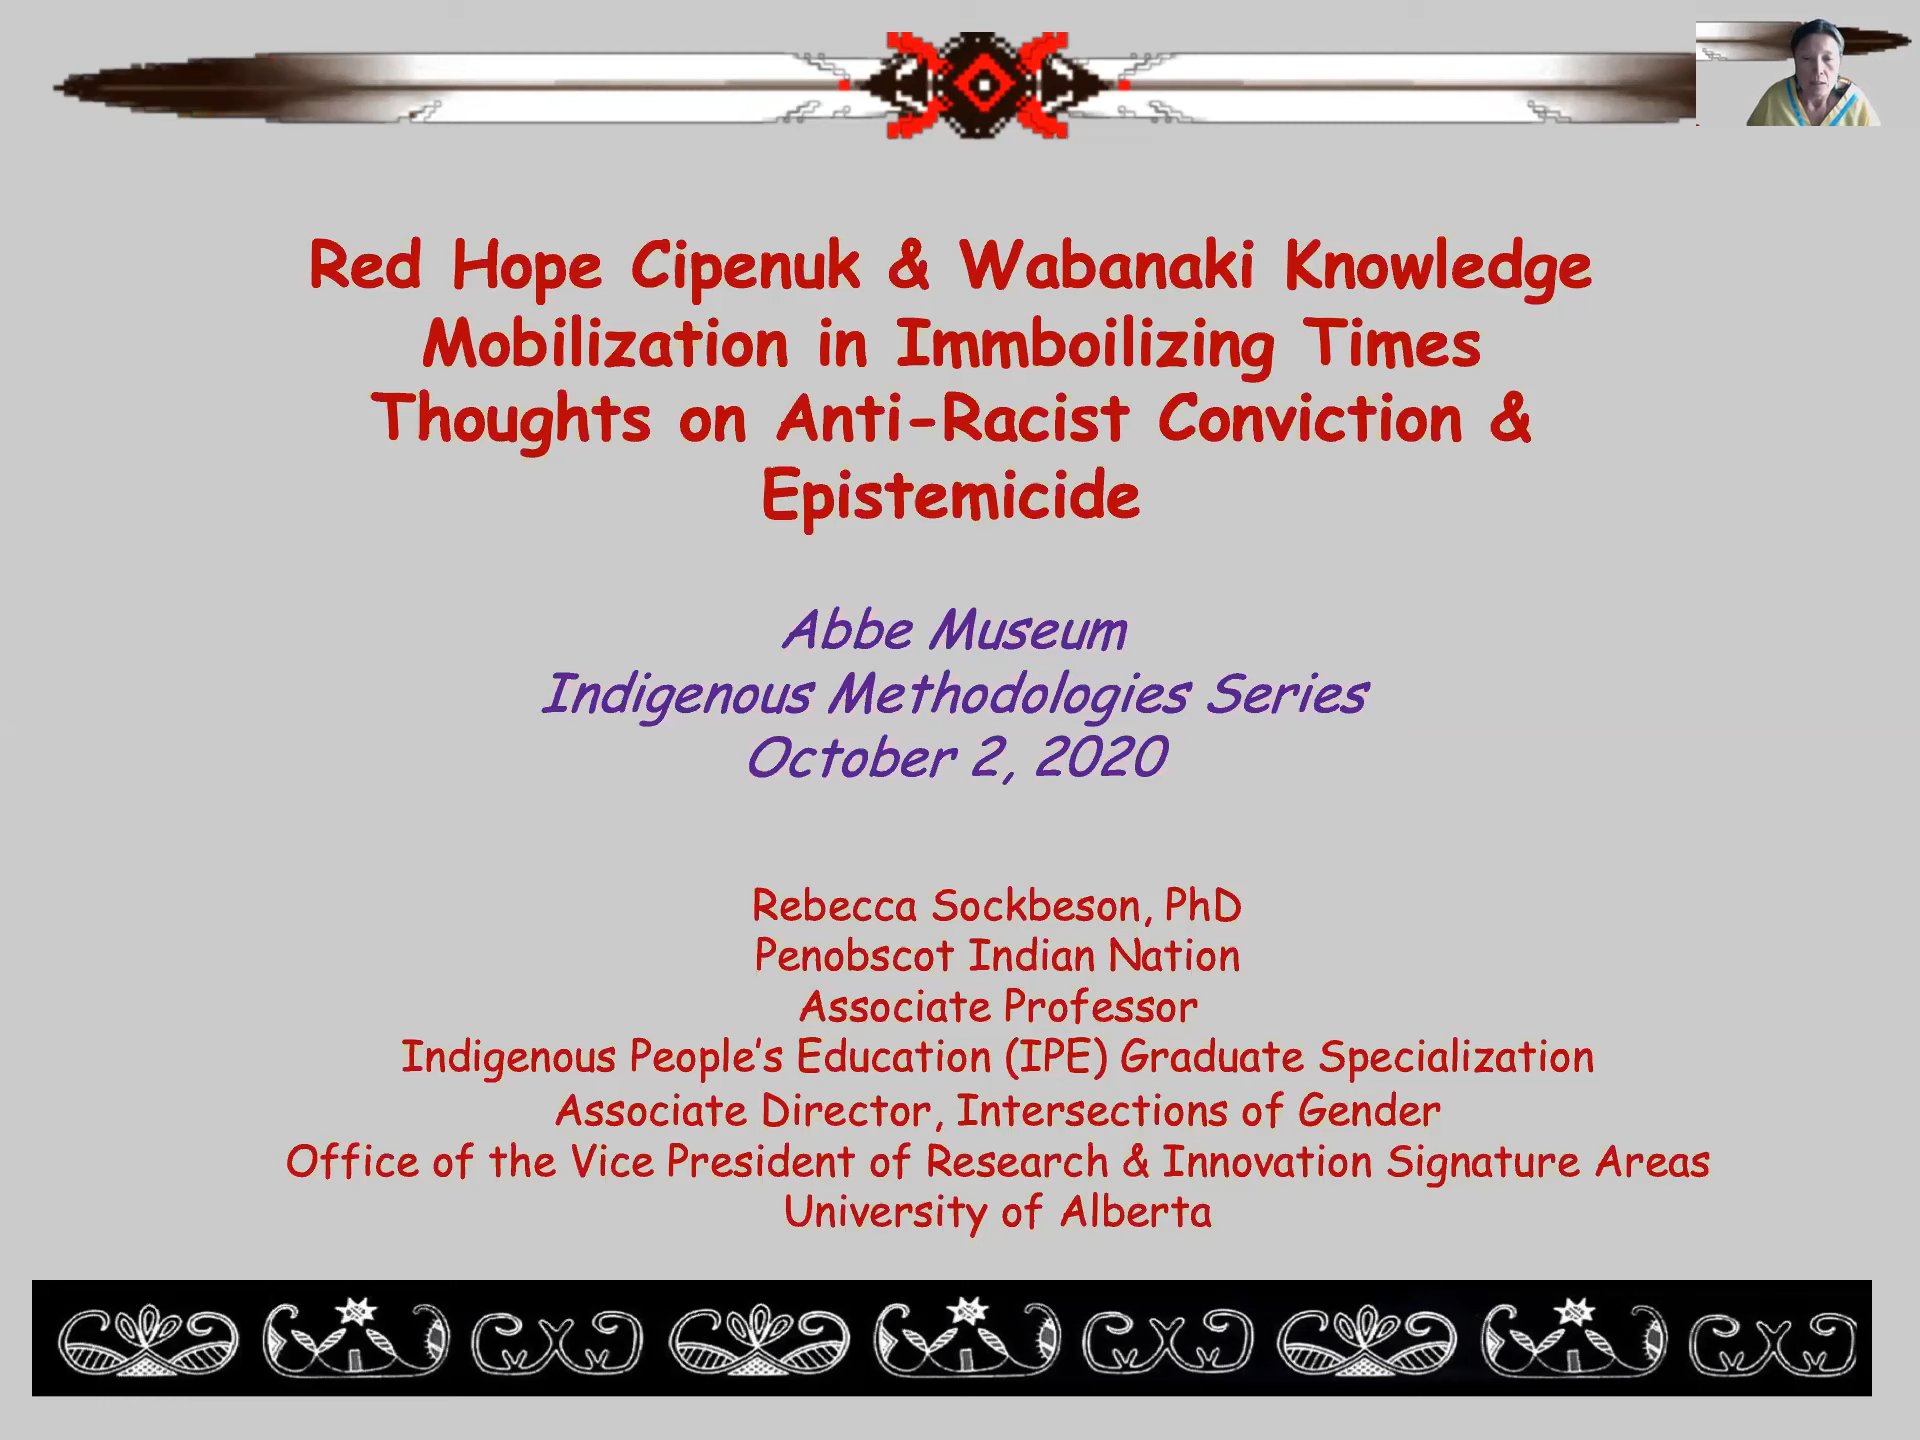 Red Hope Cipenuk & Wabanaki Knowledge
Mobilization in Immboilizing Times
Thoughts on Anti-Racist Conviction &
Epistemicide
Abbe Museum
Indigenous Methodologies Series
October 2, 2020
Rebecca Sockbeson, PhD
Penobscot Indian Nation
Associate Professor
Indigenous People’s Education (IPE) Graduate Specialization
Associate Director, Intersections of Gender
Office of the Vice President of Research & Innovation Signature Areas
University of Alberta